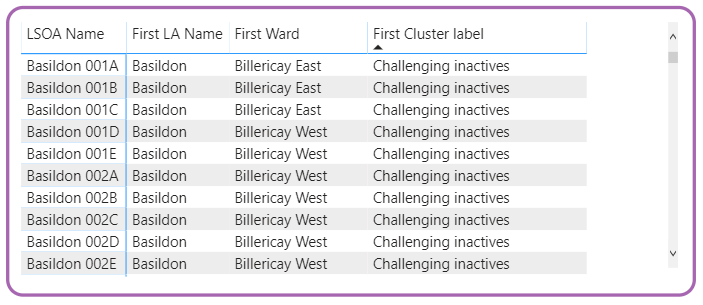 LSOA Name First LA Name First Ward First Cluster label
Basildon 001A Basildon Billericay East Challenging inactives
Basildon 001B Basildon Billericay East Challenging inactives
Basildon 001C Basildon Billericay East Challenging inactives
Basildon 001D Basildon Billericay West Challenging inactives
Basildon 001E Basildon Billericay West Challenging inactives
Basildon 002A Basildon Billericay West Challenging inactives
Basildon 002B Basildon Billericay West Challenging inactives
Basildon 002C Basildon Billericay West Challenging inactives
Basildon 002D Basildon Billericay West Challenging inactives
Basildon 002E Basildon Billericay West Challenging inactives